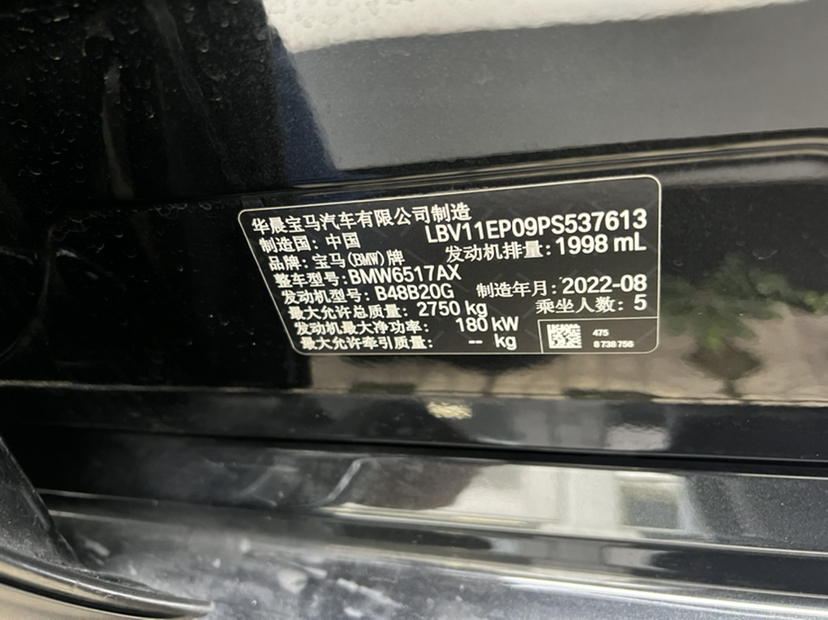 华晨宝马汽车有限公司制造
制造国：中国 LBV11EP09PS537613
品牌：宝马(BMW)牌 发动机排量：1998 mL
整车型号：BMW6517AX
发动机型号：B48B20G 制造年月：2022-08
最大允许总质量：2750 kg 乘坐人数：5
发动机最大净功率：180 kW
最大允许牵引质量：-- kg
475
8738756